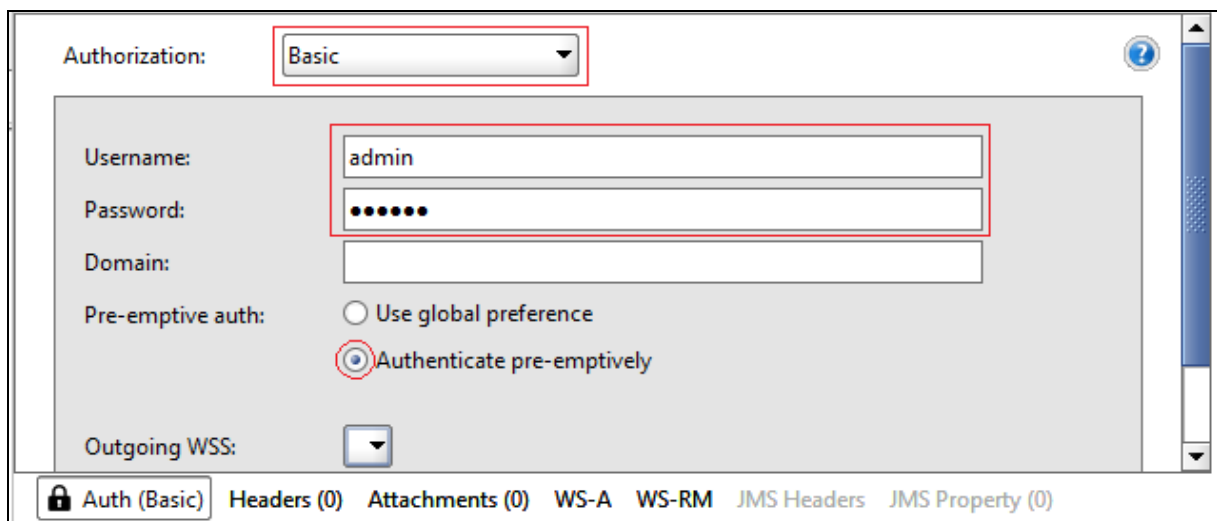 Authorization: Basic
Username: admin
Password: ●●●●●●
Domain:
Pre-emptive auth: Use global preference
Authenticate pre-emptively
Outgoing WSS:
Auth (Basic) Headers (0) Attachments (0) WS-A WS-RM JMS Headers JMS Property (0)